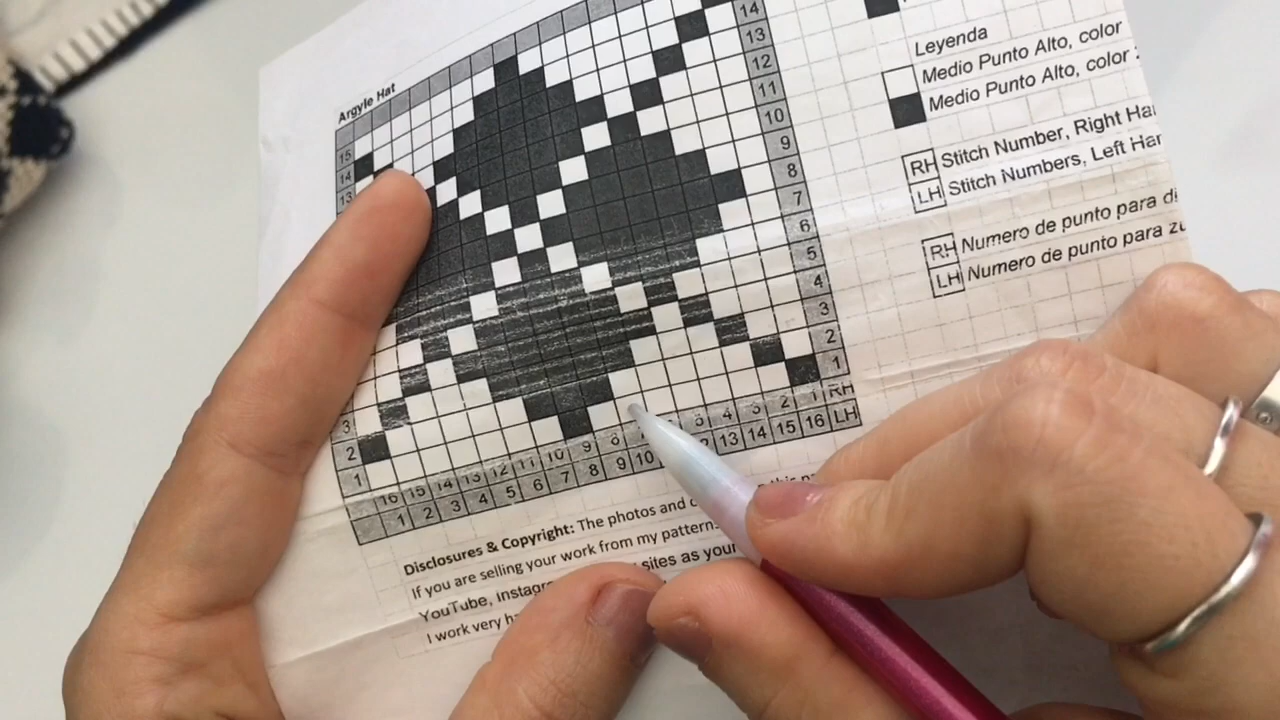 Argyle Hat
15
14
13
3
2
1
14
13
12
11
10
9
8
7
6
5
4
3
2
1
16 15 14 13 12 11 10 9 8 5 4 3 2 1 RH
1 2 3 4 5 6 7 8 9 10 13 14 15 16 LH
Leyenda
Medio Punto Alto, color
Medio Punto Alto, color
RH Stitch Number, Right
LH Stitch Numbers, Left
RH Numero de punto para
LH Numero de punto para
Disclosures & Copyright: The photos and
If you are selling your work from my pattern
YouTube, sites as your
I work very